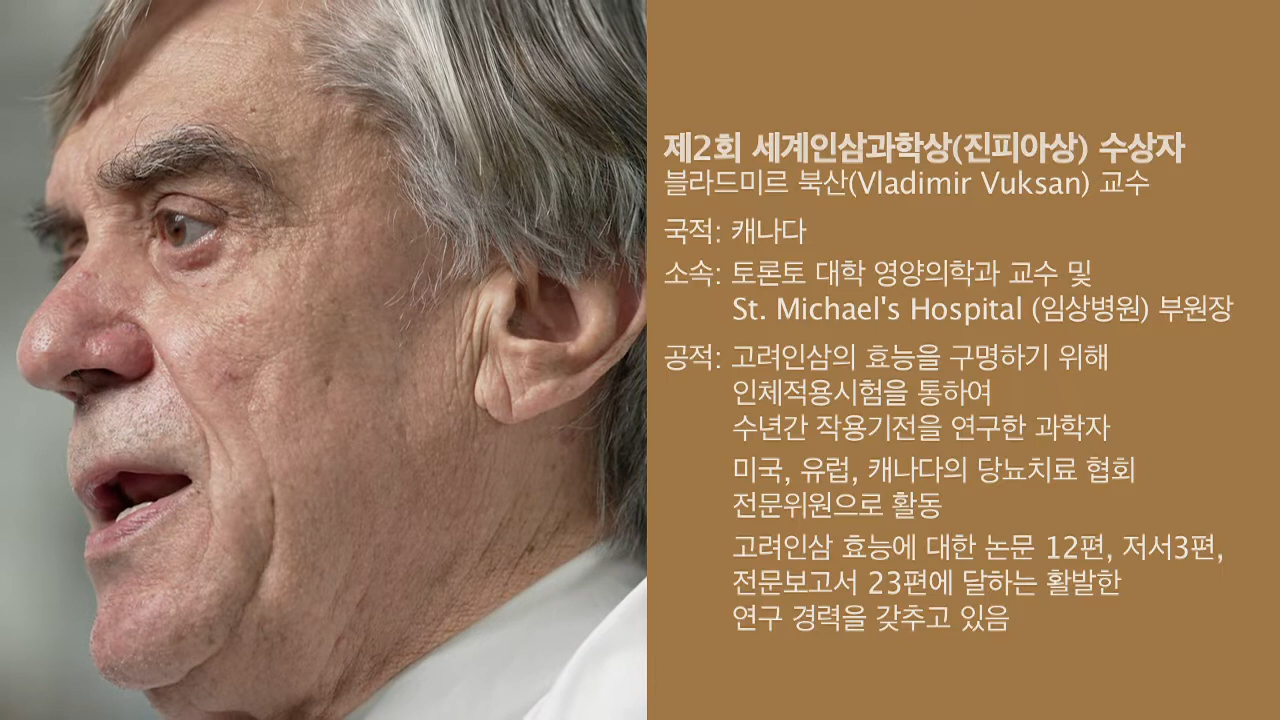 제2회 세계인삼과학상(진피아상) 수상자
블라드미르 북산(Vladimir Vuksan) 교수
국적: 캐나다
소속: 토론토 대학 영양의학과 교수 및
St. Michael's Hospital (임상병원) 부원장
공적: 고려인삼의 효능을 구명하기 위해
인체적용시험을 통하여
수년간 작용기전을 연구한 과학자
미국, 유럽, 캐나다의 당뇨치료 협회
전문위원으로 활동
고려인삼 효능에 대한 논문 12편, 저서3편,
전문보고서 23편에 달하는 활발한
연구 경력을 갖추고 있음